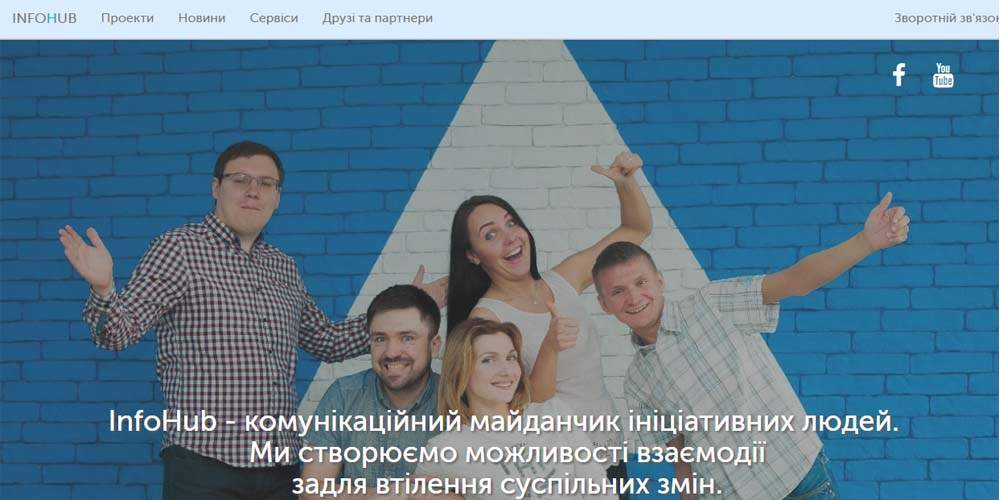 INFOHUB Проекти Новини Сервіси Друзі та партнери Зворотній зв'язок
You
Tube
InfoHub - комунікаційний майданчик ініціативних людей.
Ми створюємо можливості взаємодії
задля втілення суспільних змін.